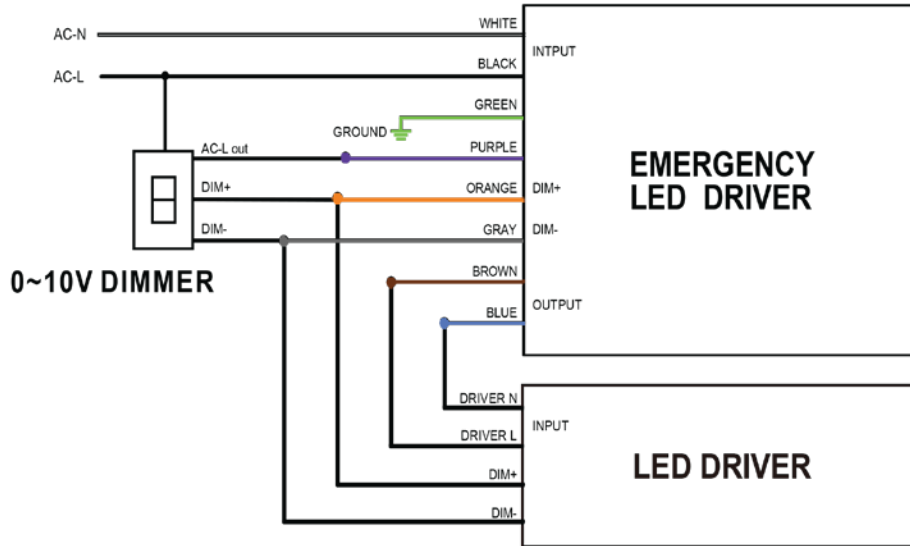 WHITE
AC-N
INTPUT
BLACK
AC-L
GREEN
GROUND
AC-L out
PURPLE
EMERGENCY
LED DRIVER
DIM+
ORANGE
DIM+
DIM-
GRAY
DIM-
BROWN
0~10V DIMMER
OUTPUT
BLUE
DRIVER N
INPUT
DRIVER L
LED DRIVER
DIM+
DIM-